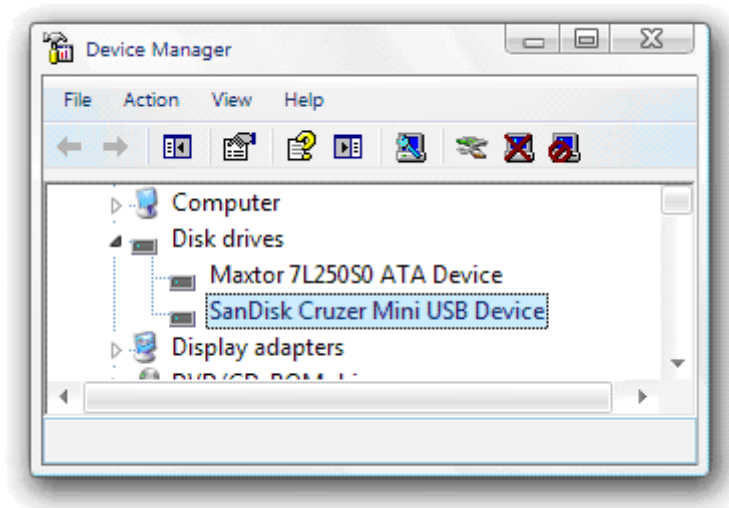 Device Manager
File Action View Help
Computer
Disk drives
Maxtor 7L250S0 ATA Device
SanDisk Cruzer Mini USB Device
Display adapters